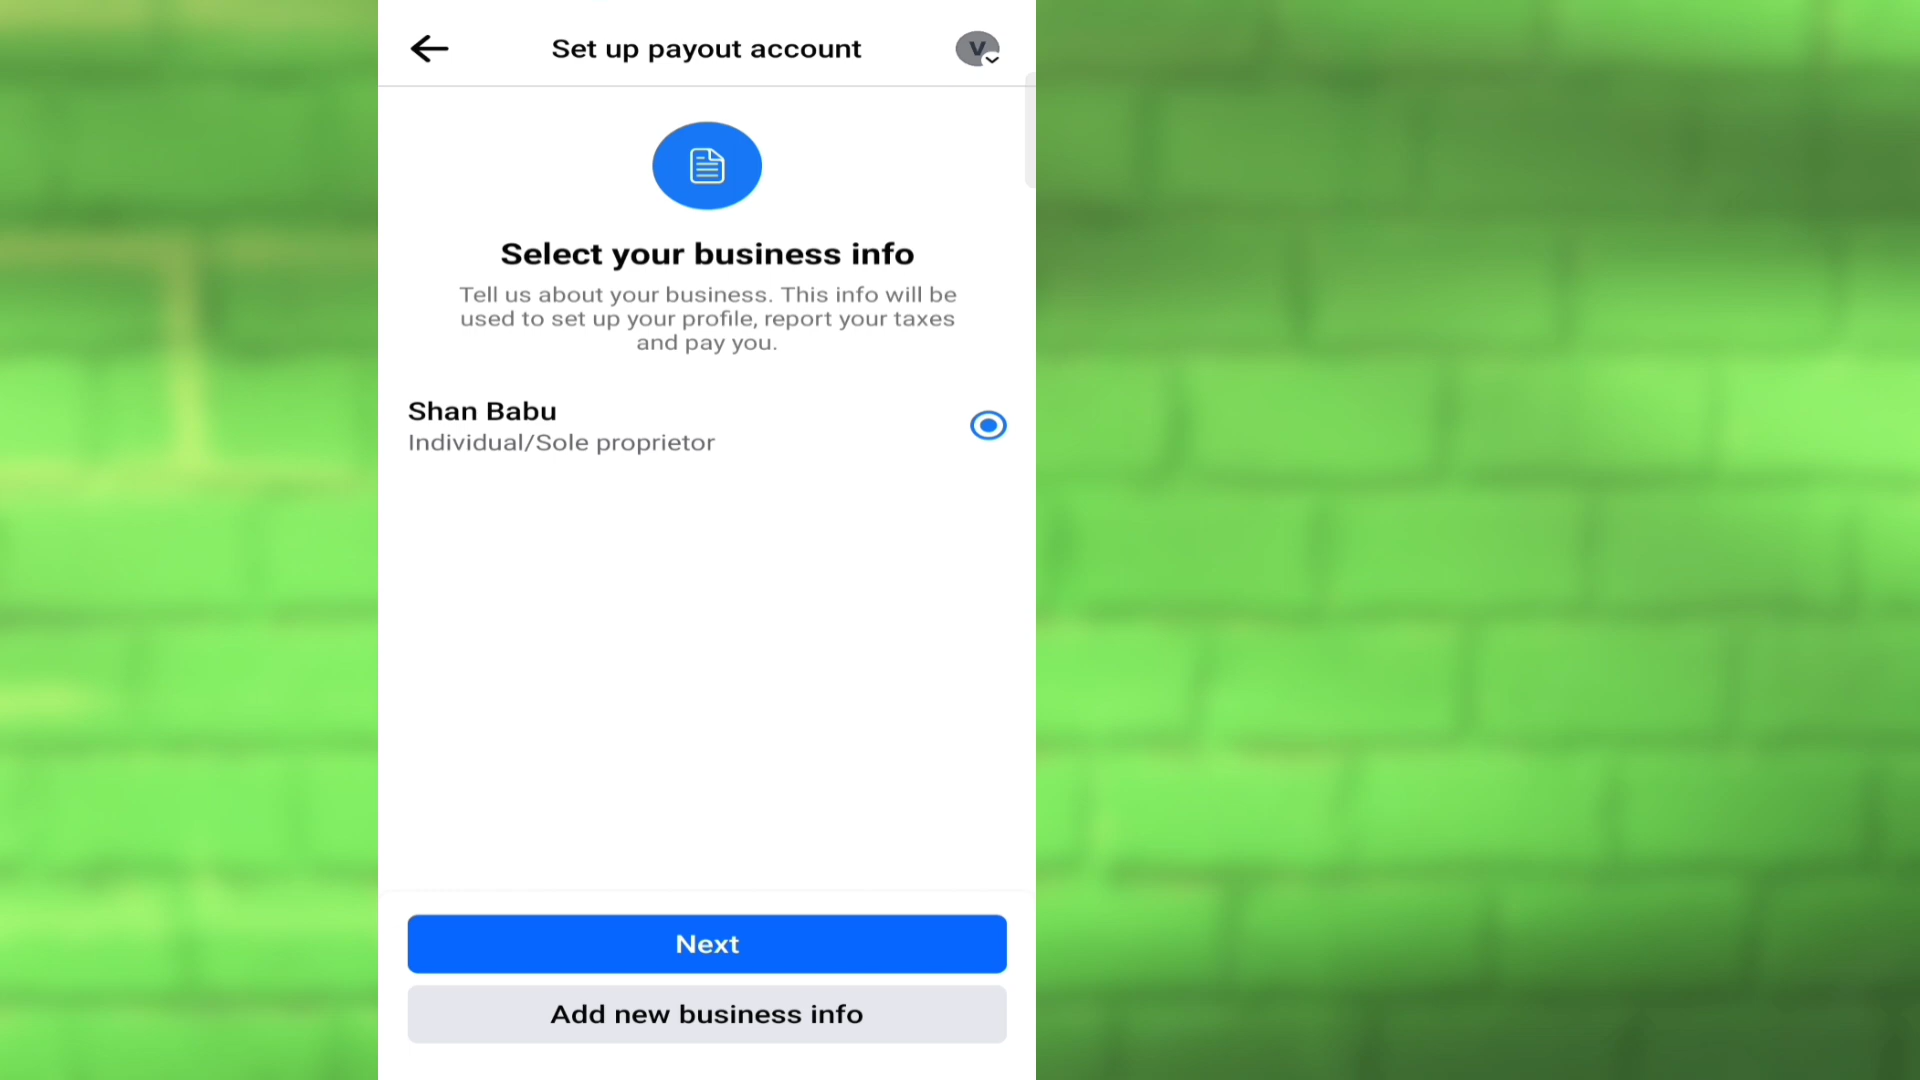 Set up payout account
V
Select your business info
Tell us about your business. This info will be
used to set up your profile, report your taxes
and pay you.
Shan Babu
Individual/Sole proprietor
Next
Add new business info